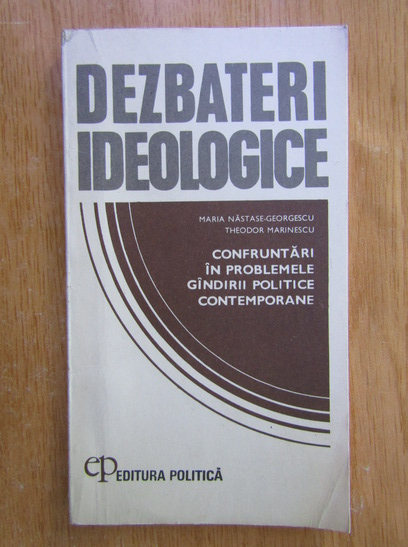 DEZBATERI
IDEOLOGICE
MARIA NĂSTASE-GEORGESCU
THEODOR MARINESCU
CONFRUNTĂRI
ÎN PROBLEMELE
GÎNDIRII POLITICE
CONTEMPORANE
ep EDITURA POLITICĂ